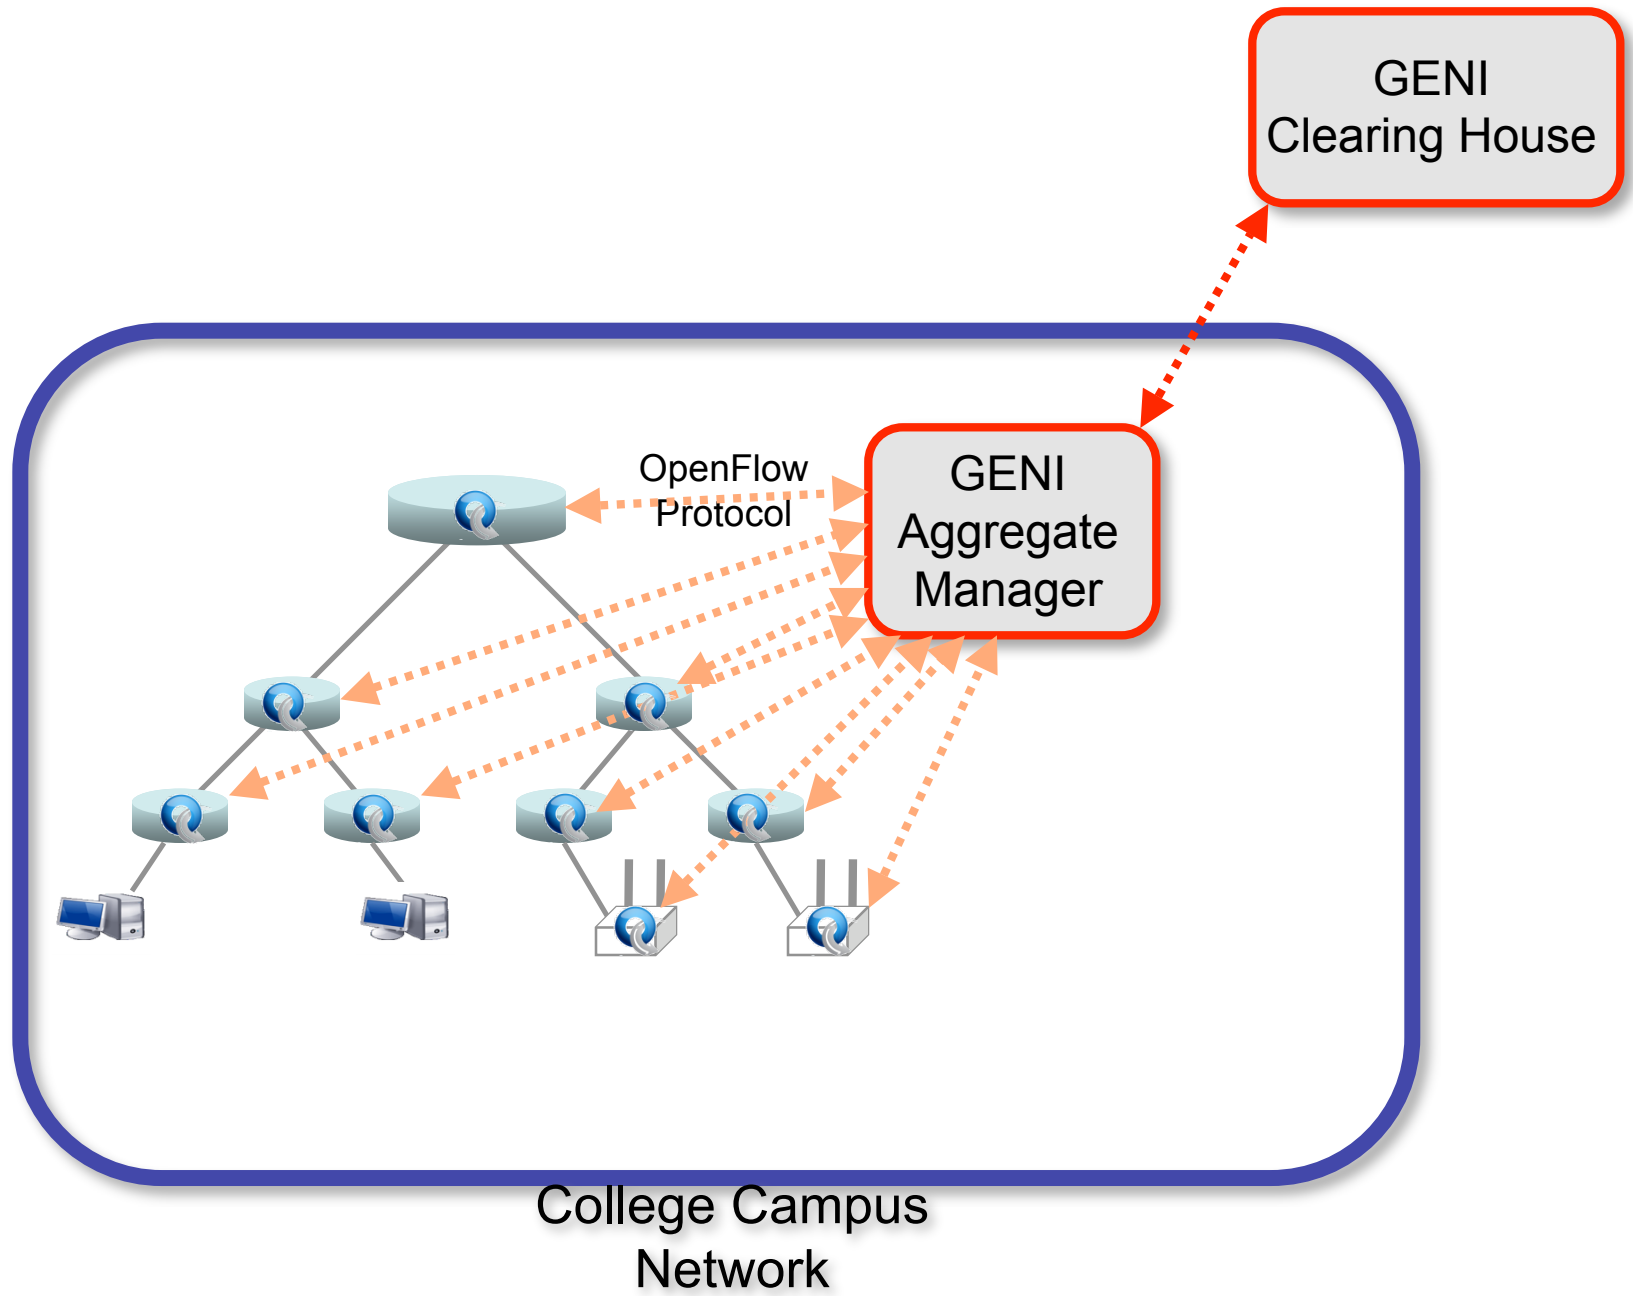 GENI
Clearing House
OpenFlow
Protocol
GENI
Aggregate
Manager
College Campus
Network